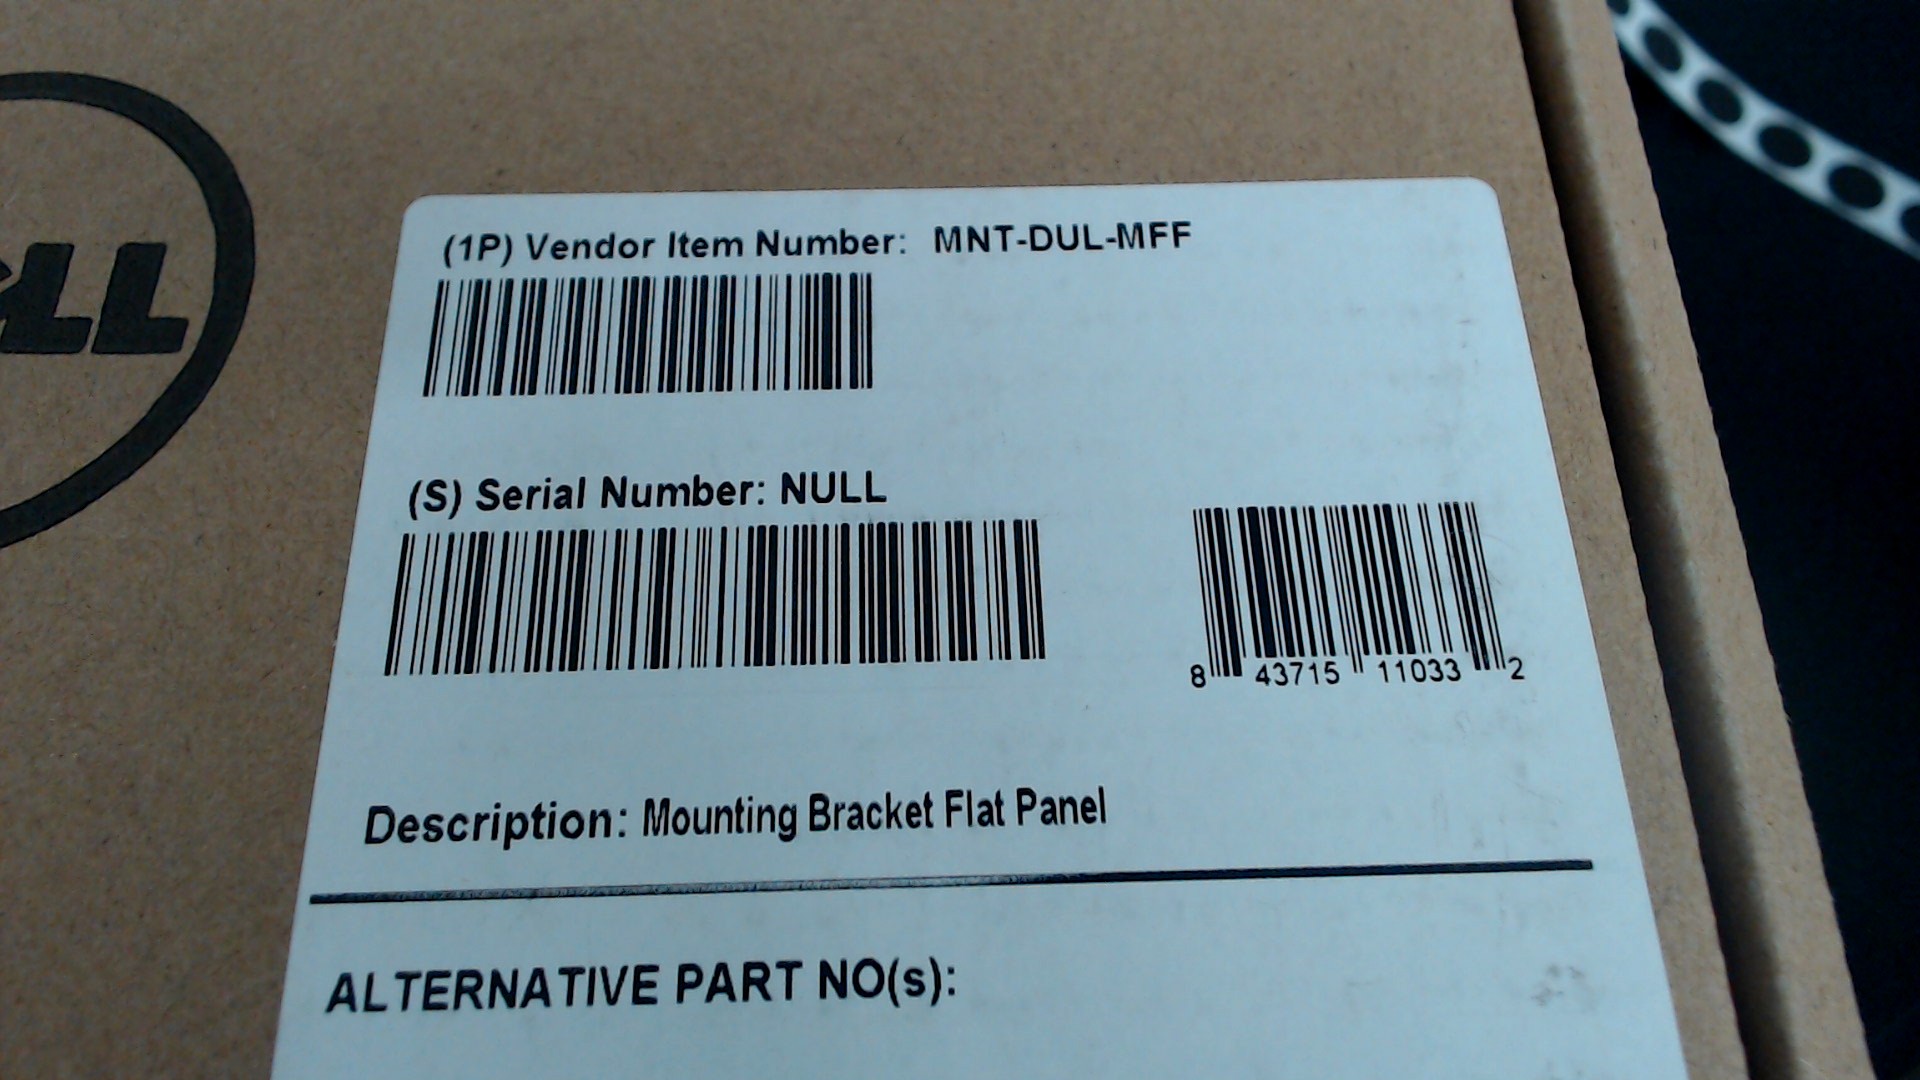 (1P) Vendor Item Number: MNT-DUL-MFF
(S) Serial Number: NULL
8 43715 11033 2
Description: Mounting Bracket Flat Panel
ALTERNATIVE PART NO(s):